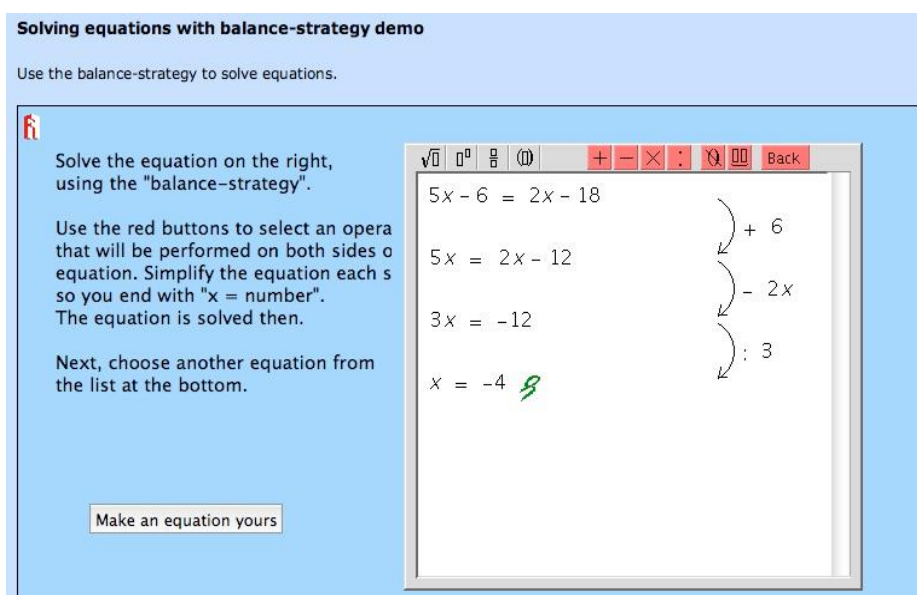 Solving equations with balance-strategy demo
Use the balance-strategy to solve equations.
Solve the equation on the right,
using the "balance-strategy".
Use the red buttons to select an opera
that will be performed on both sides o
equation. Simplify the equation each s
so you end with "x = number".
The equation is solved then.
Next, choose another equation from
the list at the bottom.
Make an equation yours
+ − × : Back
5x − 6 = 2x − 18
+ 6
5x = 2x − 12
− 2x
3x = −12
: 3
x = −4